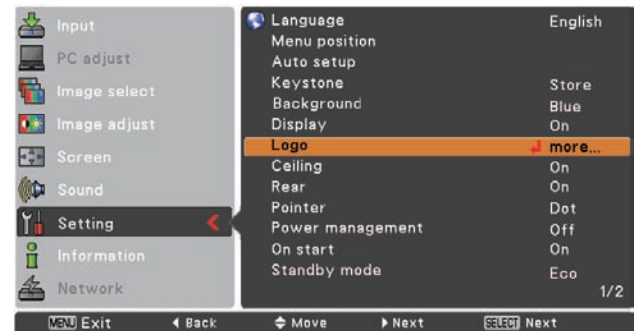 Input
PC adjust
Image select
Image adjust
Screen
Sound
Setting
Information
Network
Language English
Menu position
Auto setup
Keystone Store
Background Blue
Display On
Logo more...
Ceiling On
Rear On
Pointer Dot
Power management Off
On start On
Standby mode Eco
1/2
MENU Exit Back Move Next SELECT Next